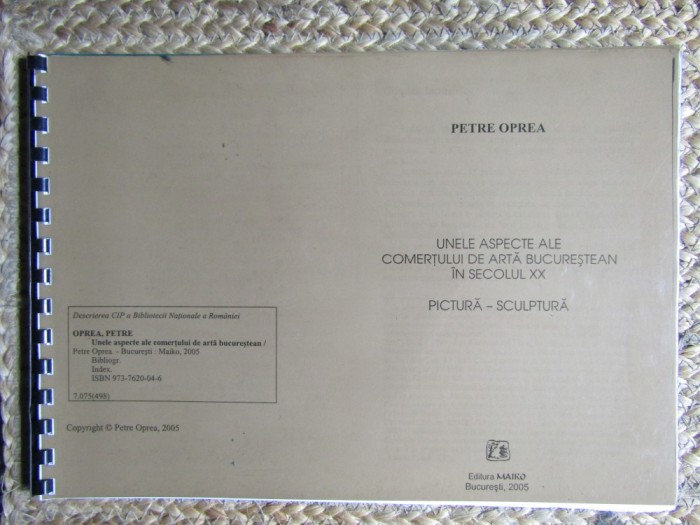 Descrierea CIP a Bibliotecii Naționale a României
OPREA, PETRE
Unele aspecte ale comerțului de artă bucureștean /
Petre Oprea. - București : Maiko, 2005
Bibliogr.
Index.
ISBN 973-7620-04-6
7.075(498)
Copyright © Petre Oprea, 2005
PETRE OPREA
UNELE ASPECTE ALE
COMERȚULUI DE ARTĂ BUCUREȘTEAN
ÎN SECOLUL XX
PICTURĂ – SCULPTURĂ
Editura MAIKO
București, 2005